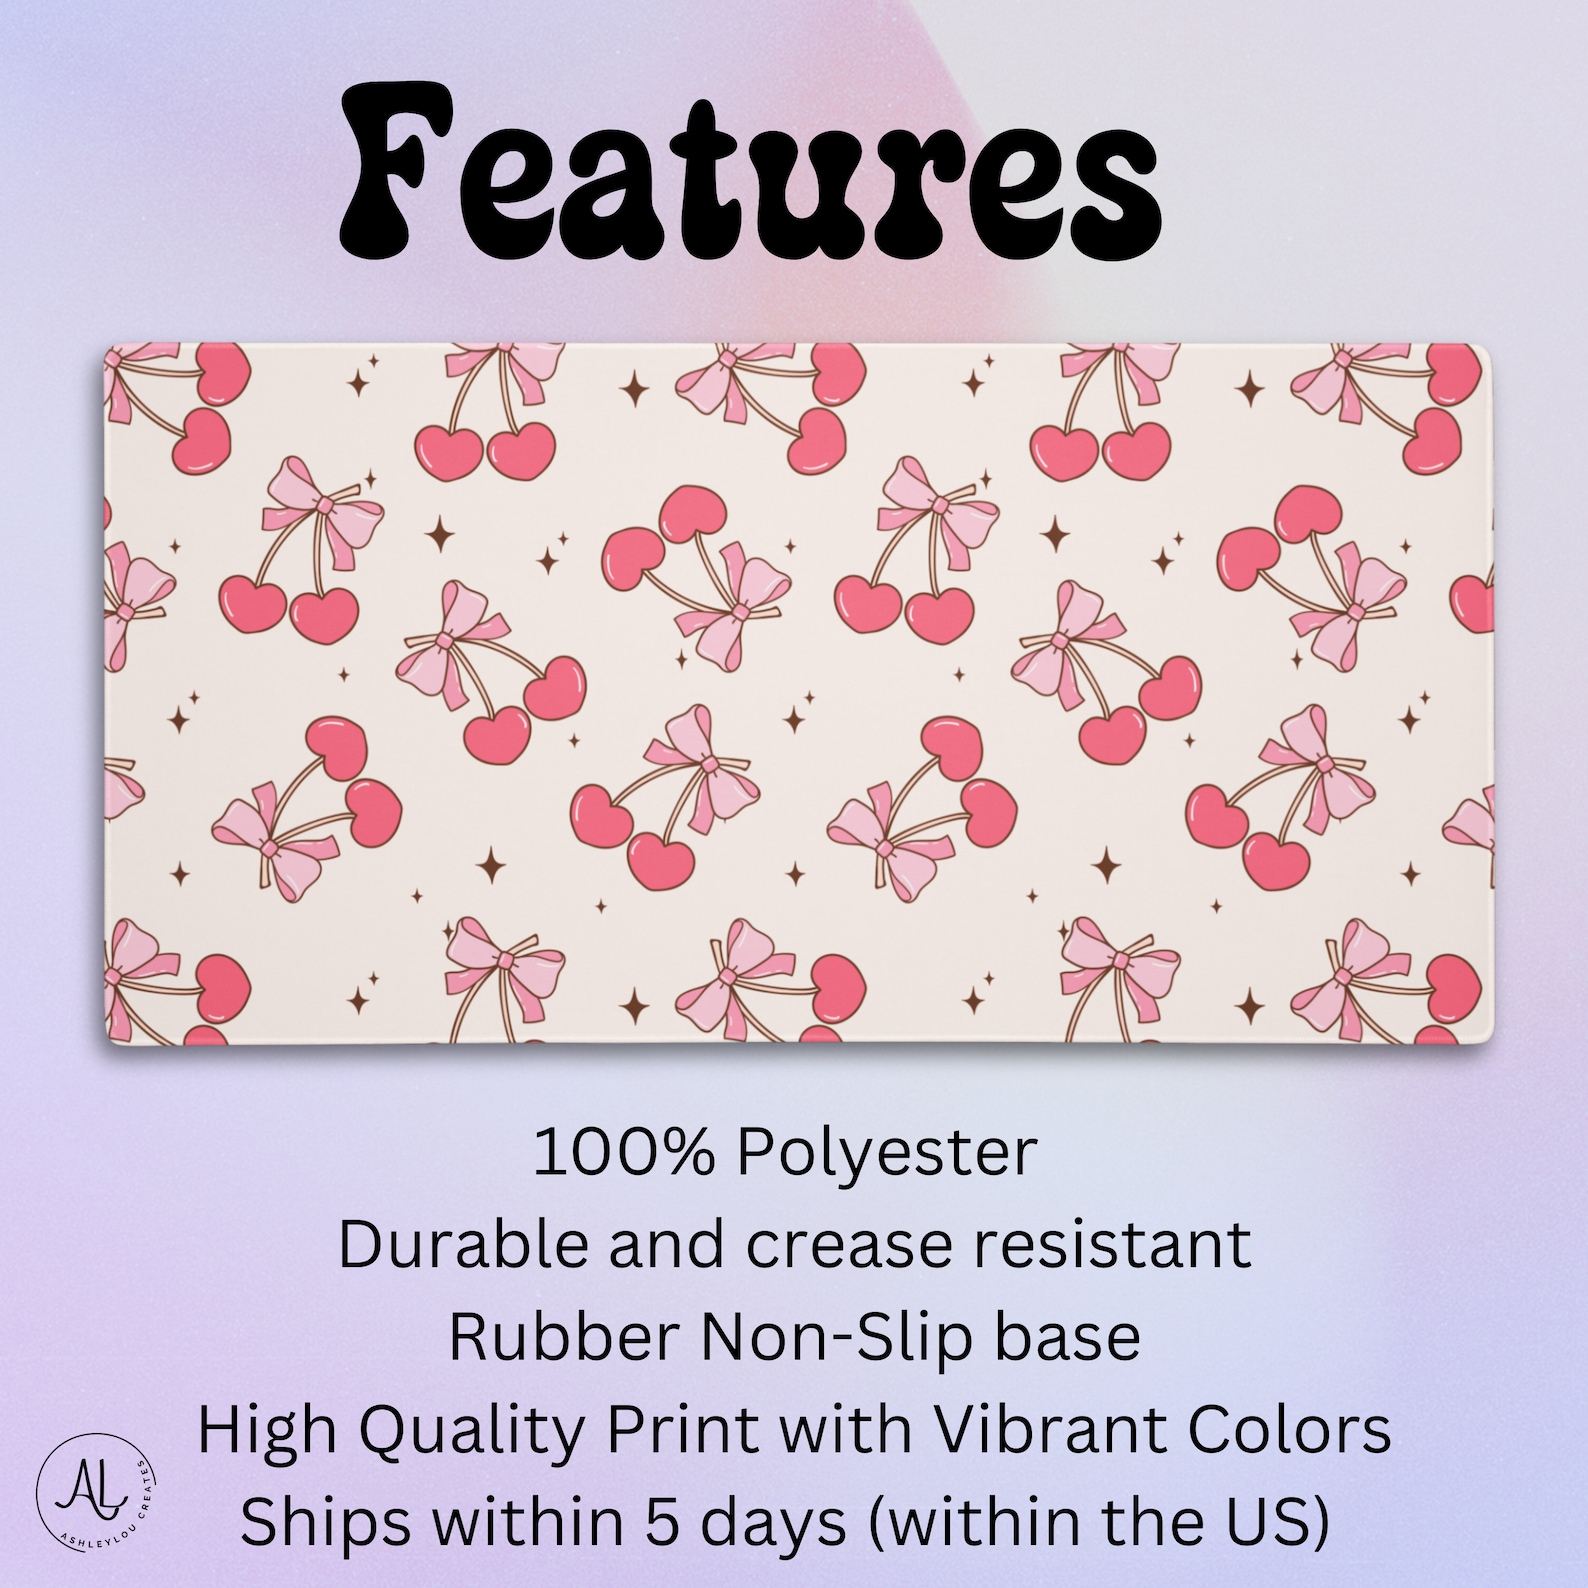 Features
100% Polyester
Durable and crease resistant
Rubber Non-Slip base
High Quality Print with Vibrant Colors
Ships within 5 days (within the US)
AL
ASHLEYLOU CREATES